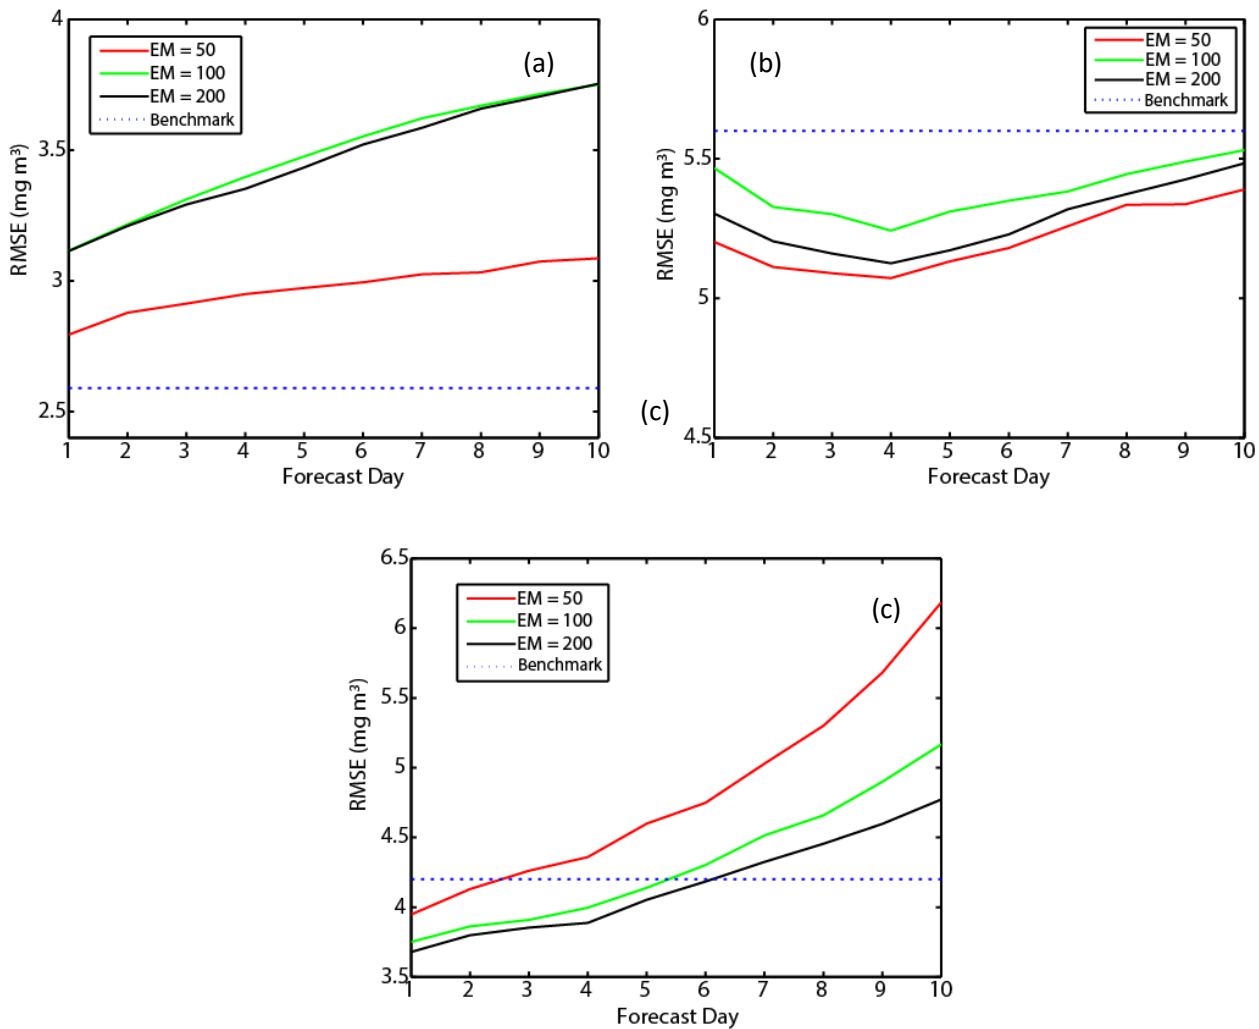 4
3.5
3
2.5
RMSE (mg m³)
EM = 50
EM = 100
EM = 200
Benchmark
(a)
1 2 3 4 5 6 7 8 9 10
Forecast Day
6
5.5
5
4.5
RMSE (mg m³)
(b)
EM = 50
EM = 100
EM = 200
Benchmark
(c)
1 2 3 4 5 6 7 8 9 10
Forecast Day
6.5
6
5.5
5
4.5
4
3.5
RMSE (mg m³)
EM = 50
EM = 100
EM = 200
Benchmark
(c)
1 2 3 4 5 6 7 8 9 10
Forecast Day